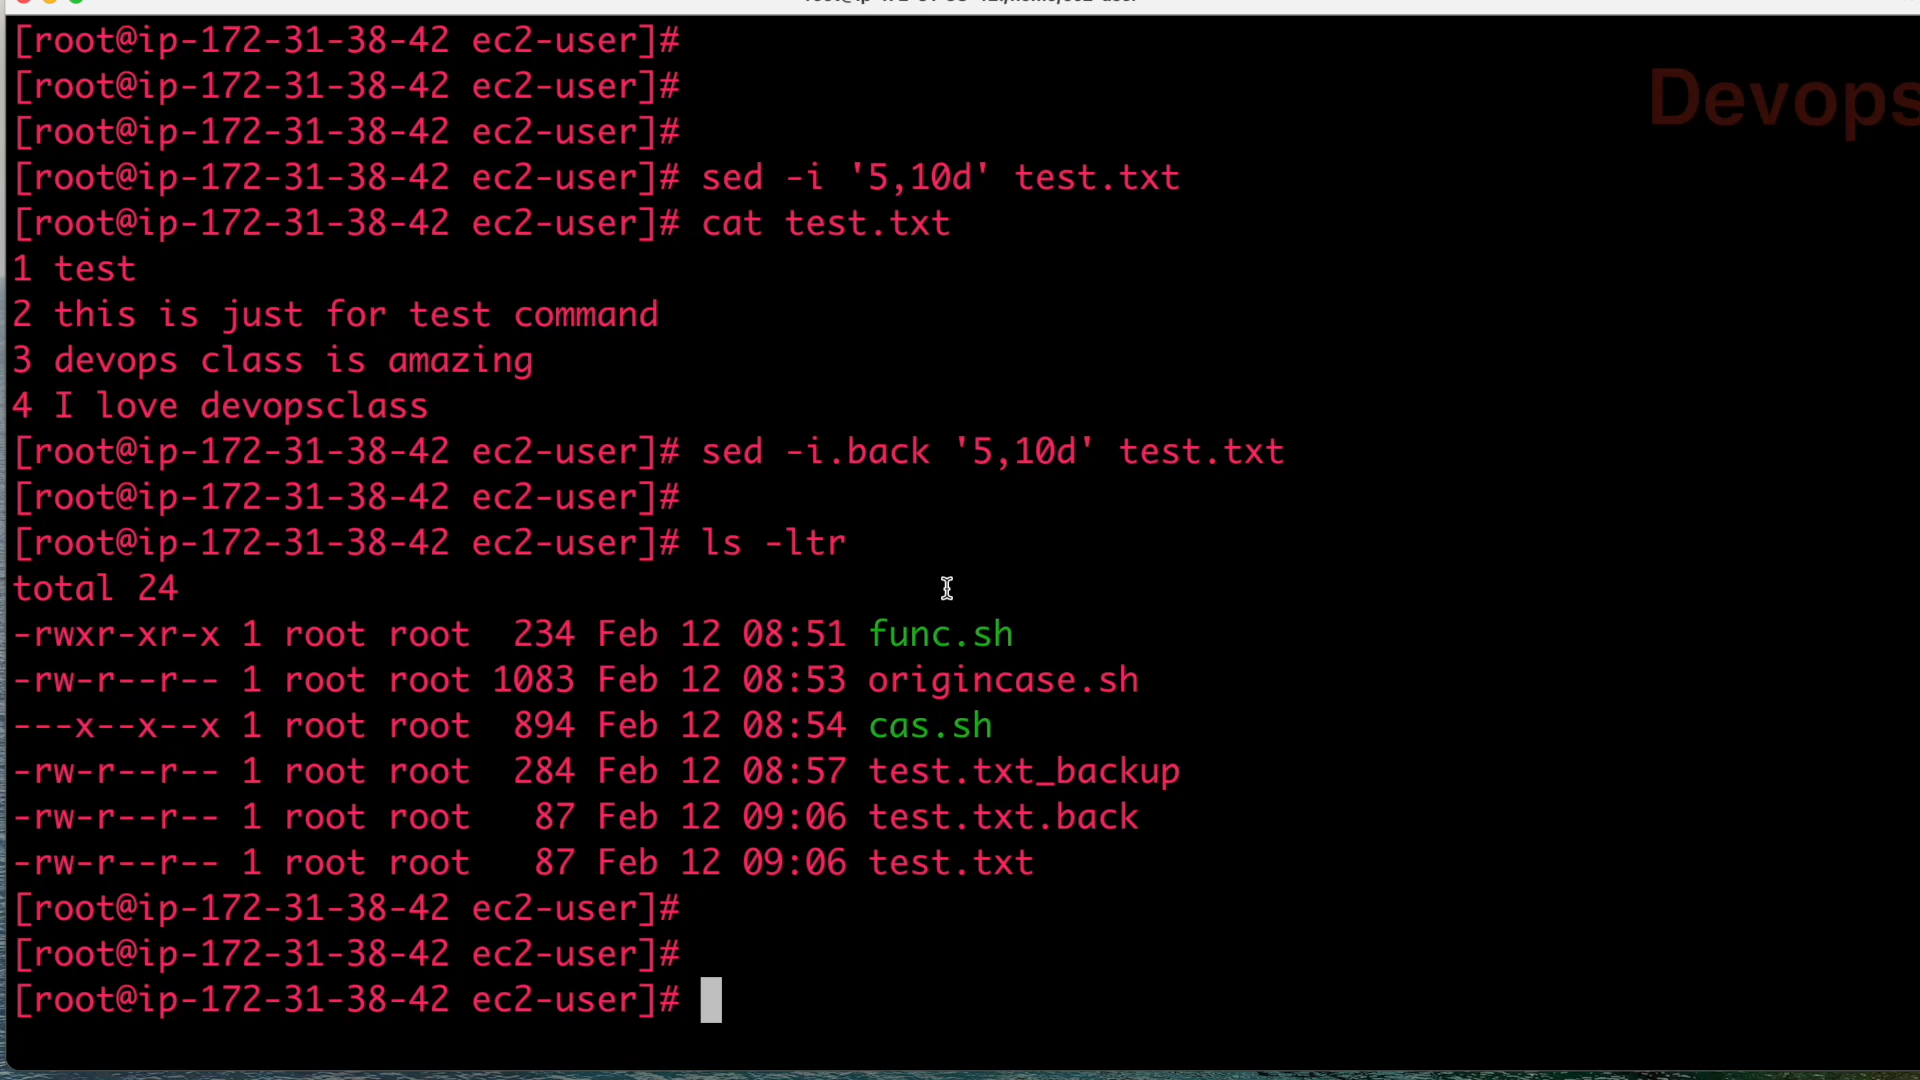 [root@ip-172-31-38-42 ec2-user]#
[root@ip-172-31-38-42 ec2-user]#
[root@ip-172-31-38-42 ec2-user]#
[root@ip-172-31-38-42 ec2-user]# sed -i '5,10d' test.txt
[root@ip-172-31-38-42 ec2-user]# cat test.txt
1 test
2 this is just for test command
3 devops class is amazing
4 I love devopsclass
[root@ip-172-31-38-42 ec2-user]# sed -i.back '5,10d' test.txt
[root@ip-172-31-38-42 ec2-user]#
[root@ip-172-31-38-42 ec2-user]# ls -ltr
total 24
-rwxr-xr-x 1 root root  234 Feb 12 08:51 func.sh
-rw-r--r-- 1 root root 1083 Feb 12 08:53 origincase.sh
---x--x--x 1 root root  894 Feb 12 08:54 cas.sh
-rw-r--r-- 1 root root  284 Feb 12 08:57 test.txt_backup
-rw-r--r-- 1 root root   87 Feb 12 09:06 test.txt.back
-rw-r--r-- 1 root root   87 Feb 12 09:06 test.txt
[root@ip-172-31-38-42 ec2-user]#
[root@ip-172-31-38-42 ec2-user]#
[root@ip-172-31-38-42 ec2-user]#
Devops